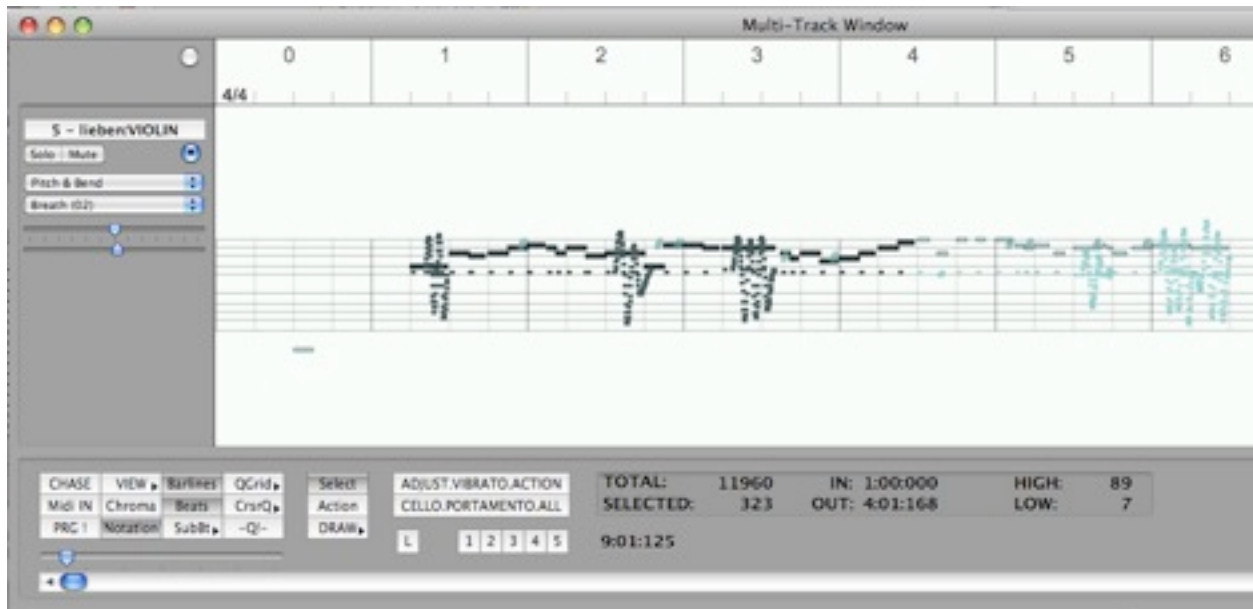 Multi-Track Window
0 1 2 3 4 5 6
4/4
5 - lieben:VIOLIN
Solo Mute
Pitch & Bend
Breath (02)
CHASE VIEW Barlines QGrid Select ADJUST.VIBRATO.ACTION TOTAL: 11960 IN: 1:00:000 HIGH: 89
Midi IN Chroma Beats CrsrQ Action CELLO.PORTAMENTO.ALL SELECTED: 323 OUT: 4:01:168 LOW: 7
PRG ! Notation SubBt -Q!- DRAW
L 1 2 3 4 5 9:01:125